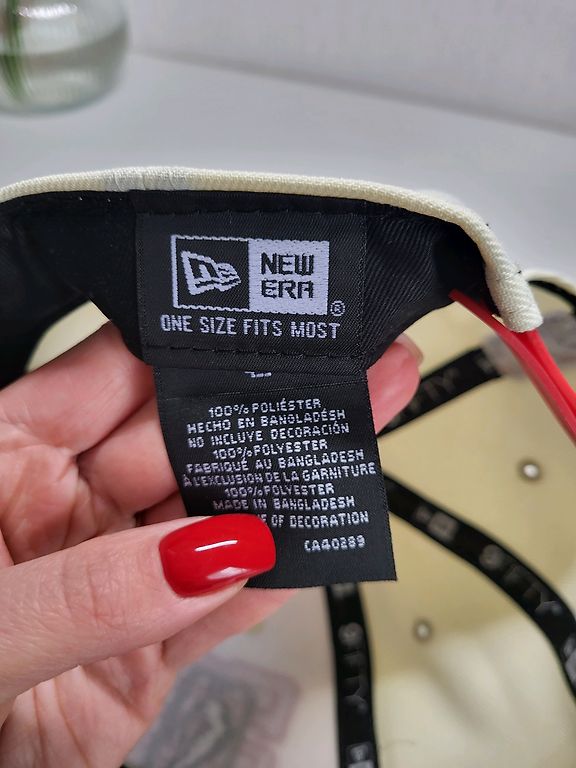 NEW
ERA
®
ONE SIZE FITS MOST
100% POLIÉSTER
HECHO EN BANGLADÉSH
NO INCLUYE DECORACIÓN
100% POLYESTER
FABRIQUÉ AU BANGLADESH
À L'EXCLUSION DE LA GARNITURE
100% POLYESTER
MADE IN BANGLADESH
OF DECORATION
CA40289